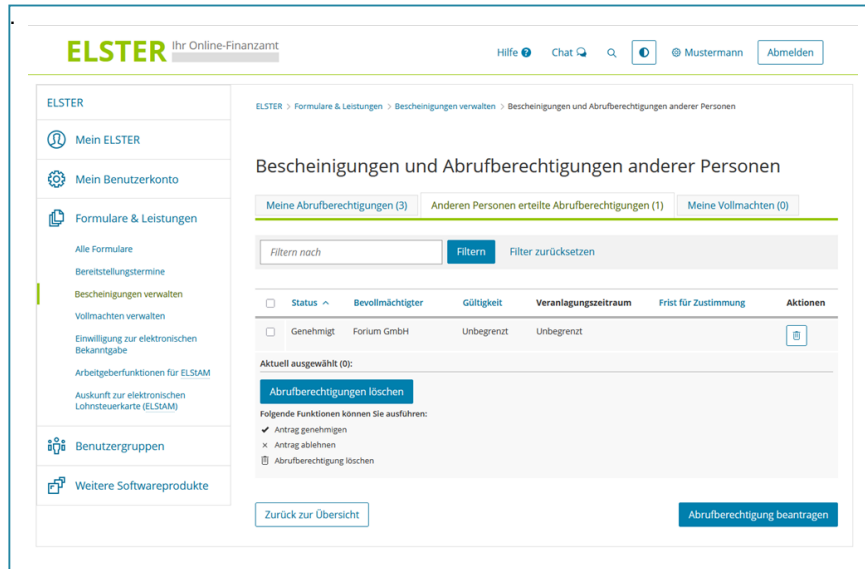 .
ELSTER Ihr Online-Finanzamt
Hilfe ? Chat Mustermann Abmelden
ELSTER
Mein ELSTER
Mein Benutzerkonto
Formulare & Leistungen
Alle Formulare
Bereitstellungstermine
Bescheinigungen verwalten
Vollmachten verwalten
Einwilligung zur elektronischen
Bekanntgabe
Arbeitgeberfunktionen für ELStAM
Auskunft zur elektronischen
Lohnsteuerkarte (ELStAM)
Benutzergruppen
Weitere Softwareprodukte
ELSTER > Formulare & Leistungen > Bescheinigungen verwalten > Bescheinigungen und Abrufberechtigungen anderer Personen
Bescheinigungen und Abrufberechtigungen anderer Personen
Meine Abrufberechtigungen (3) Anderen Personen erteilte Abrufberechtigungen (1) Meine Vollmachten (0)
Filtern nach Filtern Filter zurücksetzen
Status Bevollmächtigter Gültigkeit Veranlagungszeitraum Frist für Zustimmung Aktionen
Genehmigt Forium GmbH Unbegrenzt Unbegrenzt
Aktuell ausgewählt (0):
Abrufberechtigungen löschen
Folgende Funktionen können Sie ausführen:
✔ Antrag genehmigen
× Antrag ablehnen
Abrufberechtigung löschen
Zurück zur Übersicht Abrufberechtigung beantragen